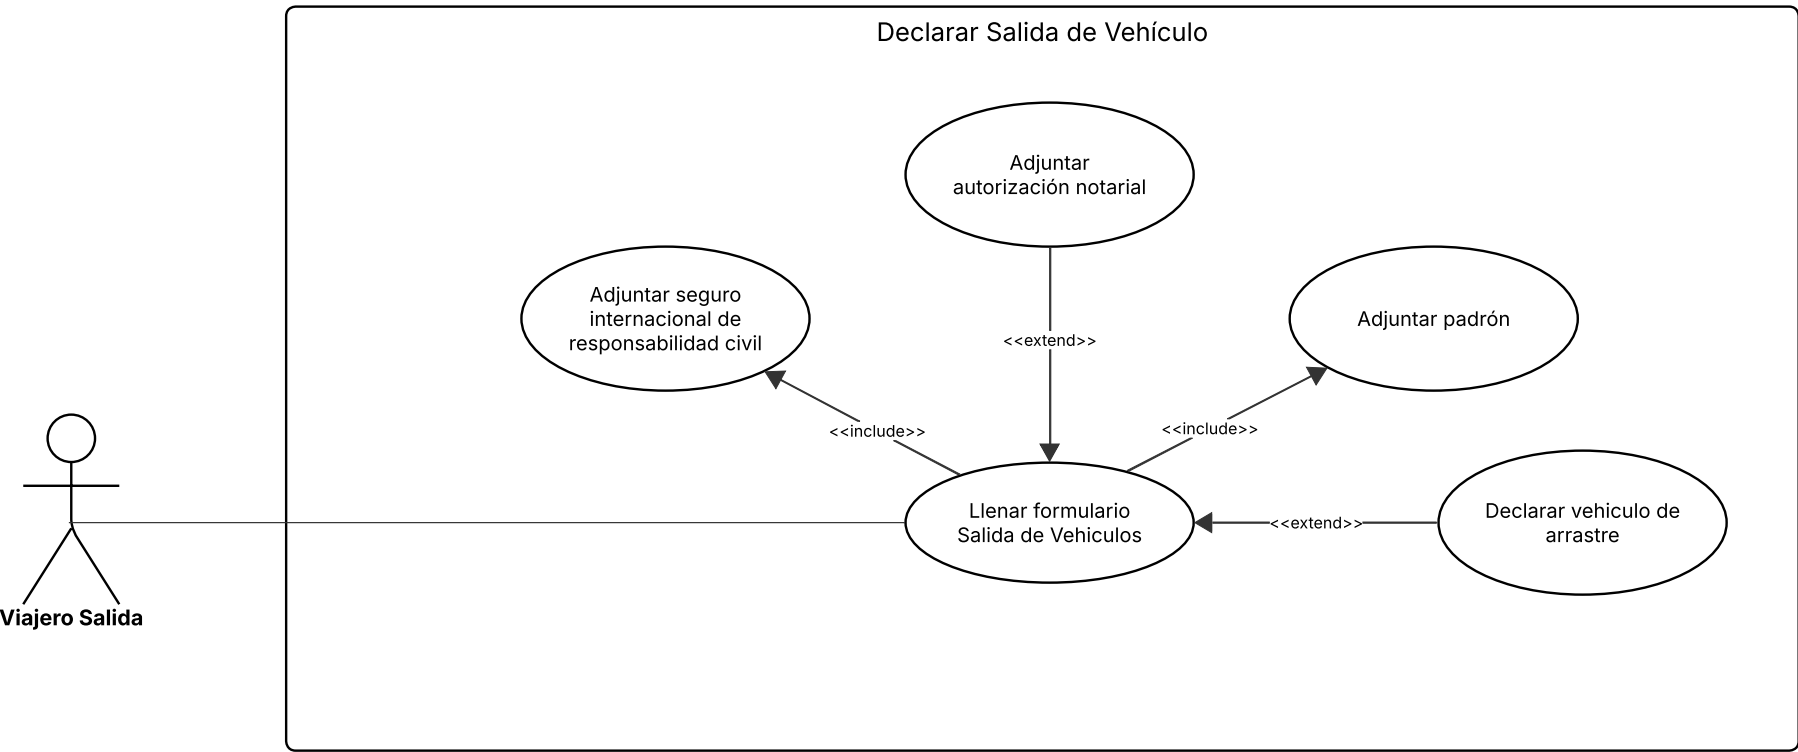 Declarar Salida de Vehículo
Adjuntar
autorización notarial
Adjuntar seguro
internacional de
responsabilidad civil
Adjuntar padrón
<<extend>>
<<include>>
<<include>>
Llenar formulario
Salida de Vehiculos
<<extend>>
Declarar vehiculo de
arrastre
Viajero Salida